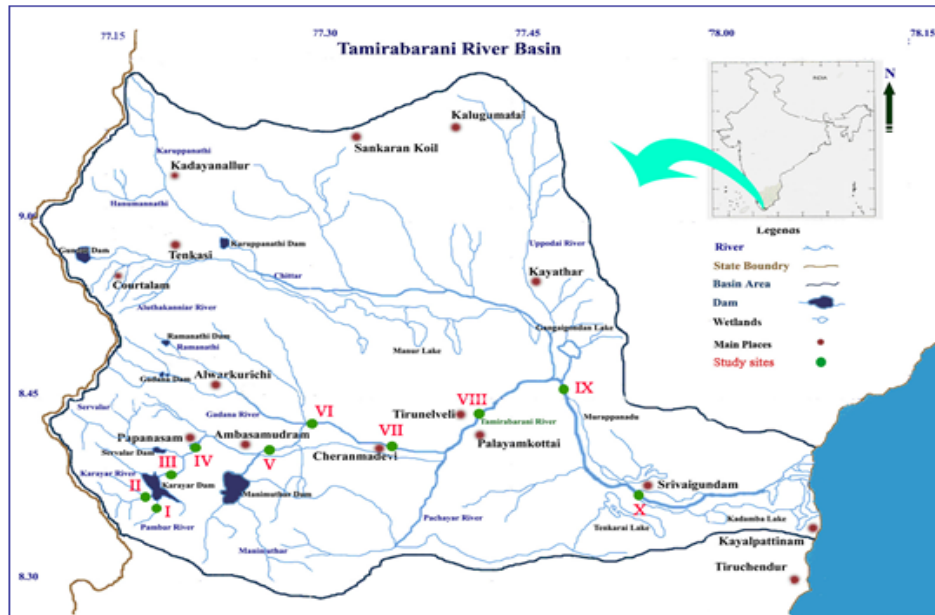 77.15
77.30
77.45
78.00
78.15
Tamirabarani River Basin
INDIA
N
Kalugumalai
Sankaran Koil
Karuppanathi
Kadayanallur
Hanumannathi
9.00
Karuppanathi Dam
Dam
Tenkasi
Uppodai River
Chittar
Kayathar
Courtalam
Aluthakanniar River
Gangaigondan Lake
Ramanathi Dam
Ramanathi
Manur Lake
Legends
River
State Boundry
Basin Area
Dam
Wetlands
Main Places
Study sites
Gadana Dam
Alwarkurichi
8.45
IX
Servalar
Gadana River
VI
VIII
Tirunelveli
Tamirabarani River
Murappanadu
Papanasam
Ambasamudram
VII
Palayamkottai
Servalar Dam
IV
V
Cheranmadevi
Karayar River
III
Karayar Dam
II
Manimuthar Dam
Srivaigundam
I
X
Pambar River
Pachayar River
Tenkarai Lake
Kadamba Lake
Manimuthar
Kayalpattinam
8.30
Tiruchendur